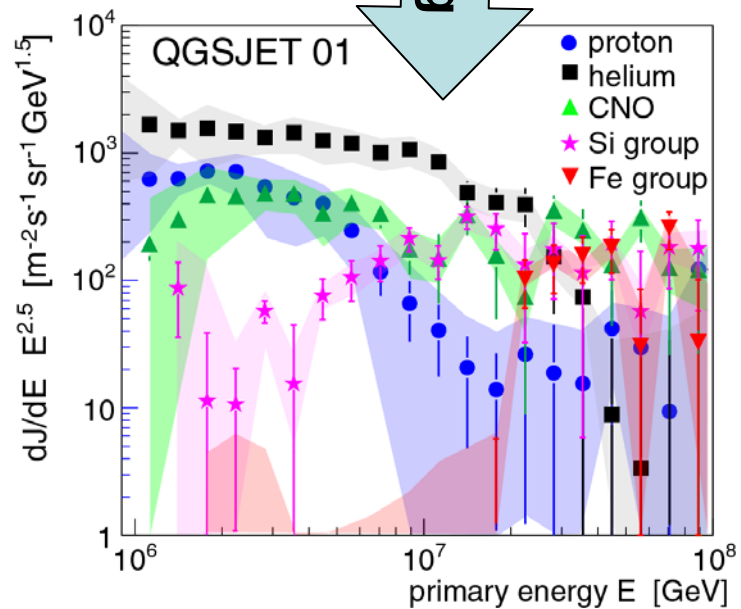 10⁴
QGSJET 01
proton
helium
CNO
Si group
Fe group
10³
10²
10
1
dJ/dE E²·⁵ [m⁻²s⁻¹sr⁻¹GeV¹·⁵]
10⁶
10⁷
10⁸
primary energy E [GeV]